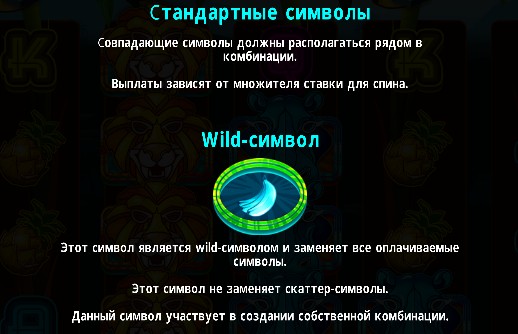 Стандартные символы
Совпадающие символы должны располагаться рядом в
комбинации.
Выплаты зависят от множителя ставки для спина.
Wild-символ
Этот символ является wild-символом и заменяет все оплачиваемые
символы.
Этот символ не заменяет скаттер-символы.
Данный символ участвует в создании собственной комбинации.